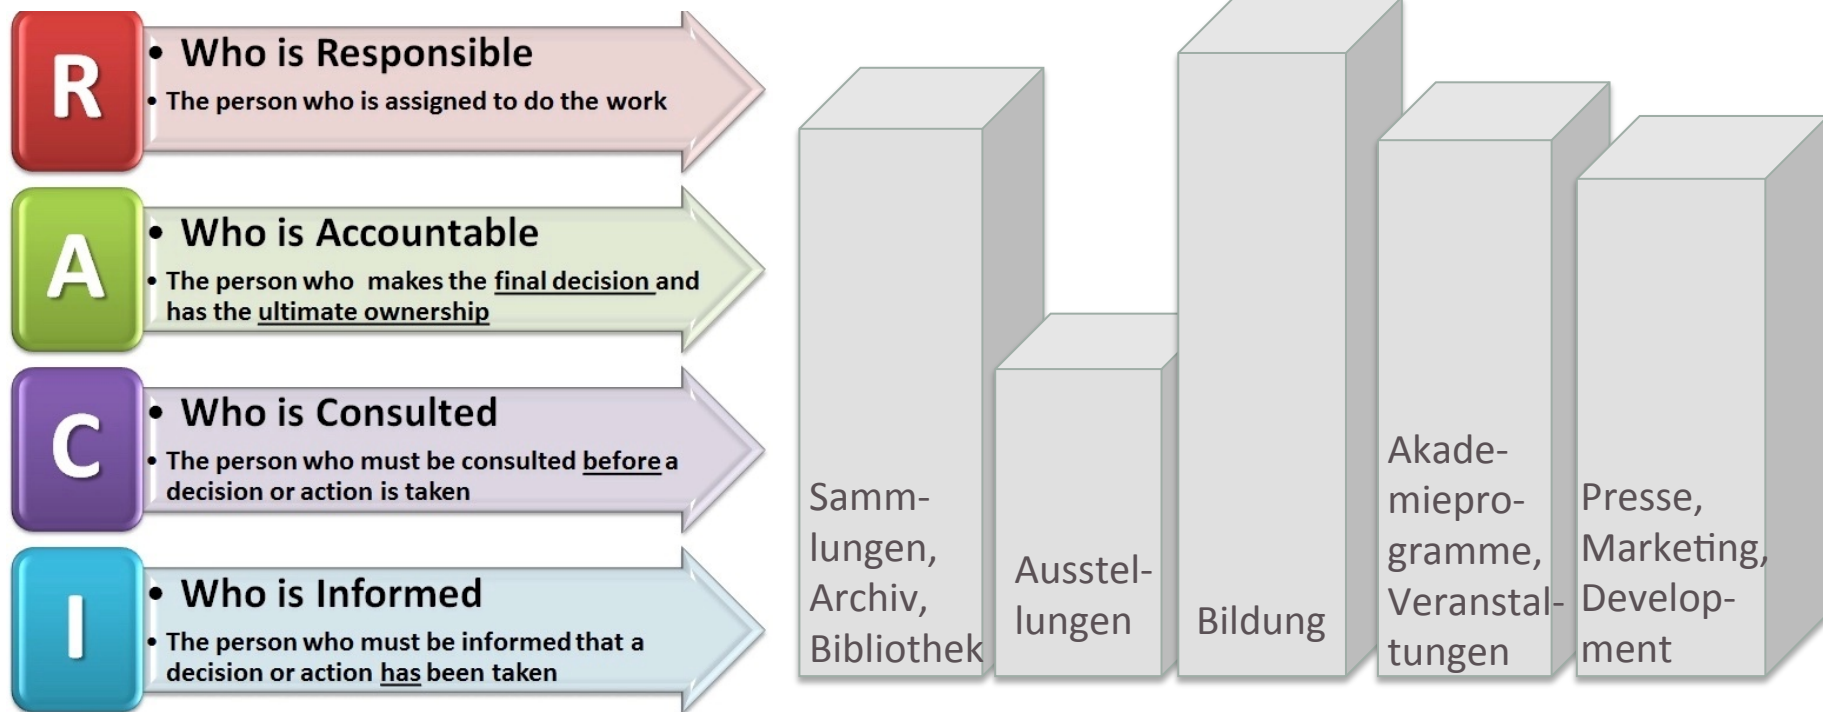 R
• Who is Responsible
• The person who is assigned to do the work
A
• Who is Accountable
• The person who makes the final decision and
has the ultimate ownership
C
• Who is Consulted
• The person who must be consulted before a
decision or action is taken
I
• Who is Informed
• The person who must be informed that a
decision or action has been taken
Samm-
lungen,
Archiv,
Bibliothek
Ausstel-
lungen
Bildung
Akade-
miepro-
gramme,
Veranstal-
tungen
Presse,
Marketing,
Develop-
ment